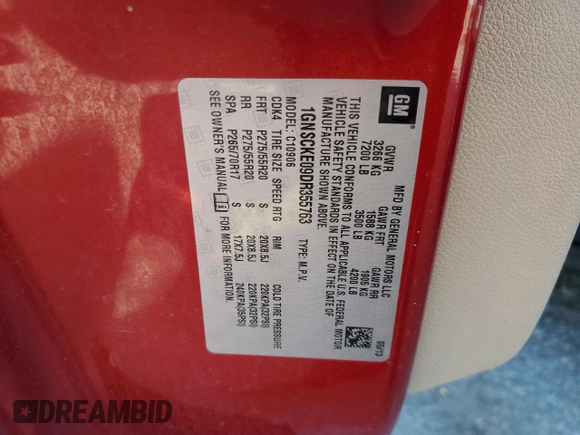 GM
MFD BY GENERAL MOTORS LLC
05/13
GVWR GAWR FRT GAWR RR
3266 KG 1588 KG 1905 KG
7200 LB 3500 LB 4200 LB
THIS VEHICLE CONFORMS TO ALL APPLICABLE U.S. FEDERAL MOTOR
VEHICLE SAFETY STANDARDS IN EFFECT ON THE DATE OF
MANUFACTURE SHOWN ABOVE.
1GNSCKE09DR355763 TYPE: M.P.V.
MODEL: C10906
CDK4 TIRE SIZE SPEED RTG RIM COLD TIRE PRESSURE
FRT P275/55R20 S 20X8.5J 220KPA(32PSI)
RR P275/55R20 S 20X8.5J 220KPA(32PSI)
SPA P265/70R17 S 17X7.5J 240KPA(35PSI)
SEE OWNER'S MANUAL FOR MORE INFORMATION.
DREAMBID